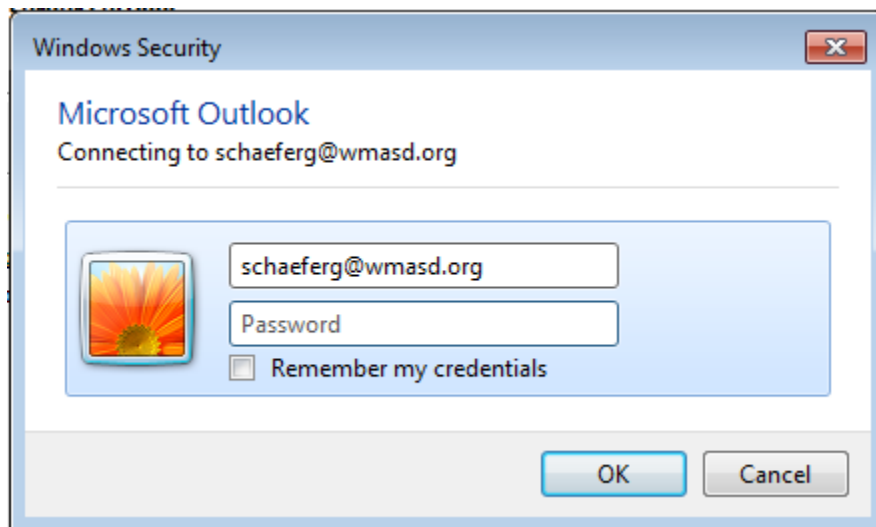 Windows Security
Microsoft Outlook
Connecting to schaeferg@wmasd.org
schaeferg@wmasd.org
Password
Remember my credentials
OK
Cancel